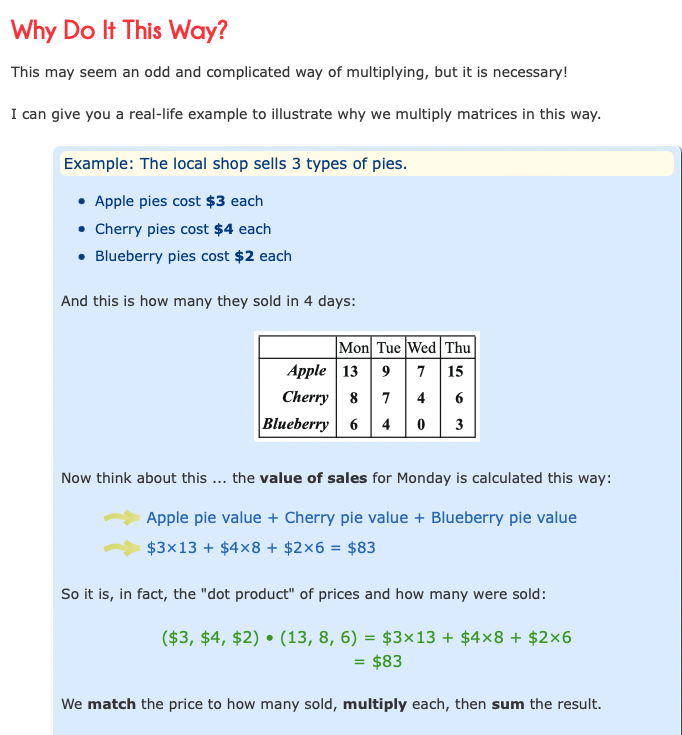 Why Do It This Way?
This may seem an odd and complicated way of multiplying, but it is necessary!
I can give you a real-life example to illustrate why we multiply matrices in this way.
Example: The local shop sells 3 types of pies.
• Apple pies cost $3 each
• Cherry pies cost $4 each
• Blueberry pies cost $2 each
And this is how many they sold in 4 days:
Mon Tue Wed Thu
Apple 13 9 7 15
Cherry 8 7 4 6
Blueberry 6 4 0 3
Now think about this ... the value of sales for Monday is calculated this way:
Apple pie value + Cherry pie value + Blueberry pie value
$3×13 + $4×8 + $2×6 = $83
So it is, in fact, the "dot product" of prices and how many were sold:
($3, $4, $2) • (13, 8, 6) = $3×13 + $4×8 + $2×6
= $83
We match the price to how many sold, multiply each, then sum the result.